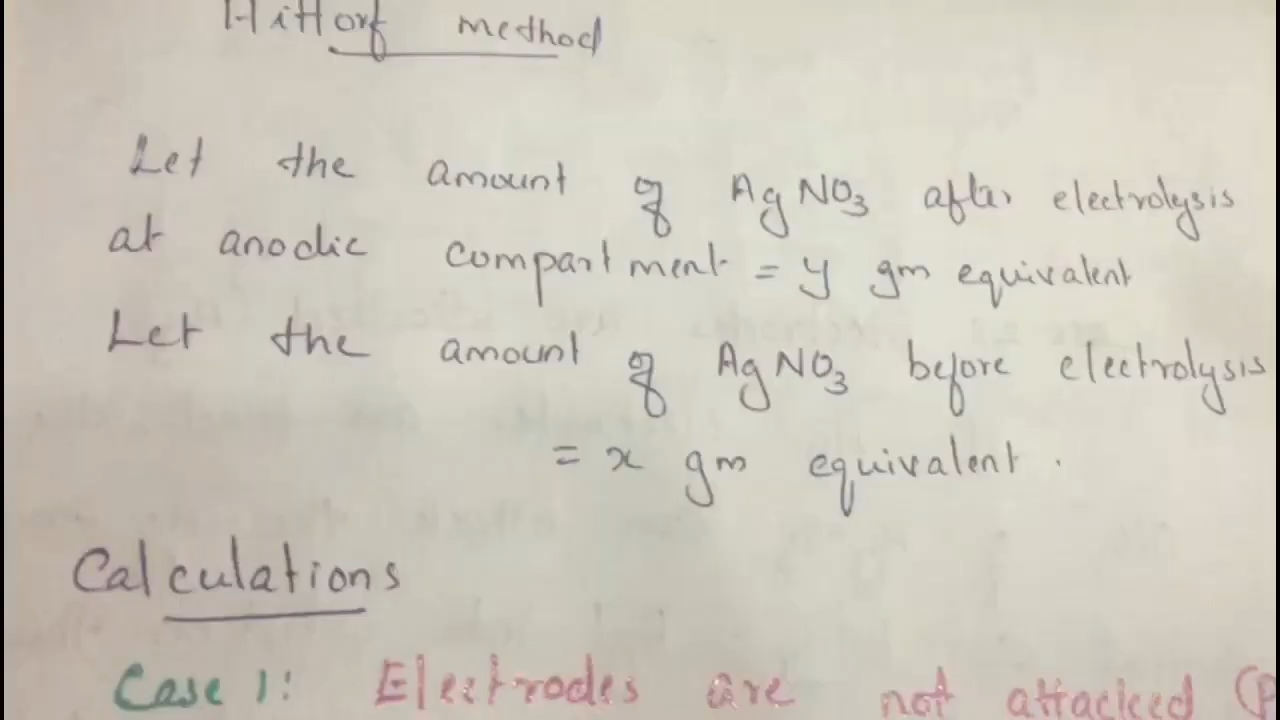 Hittorf method
Let the amount of AgNO3 after electrolysis
at anodic compartment = y gm equivalent
Let the amount of AgNO3 before electrolysis
= x gm equivalent.
Calculations
Case 1: Electrodes are not attacked (P